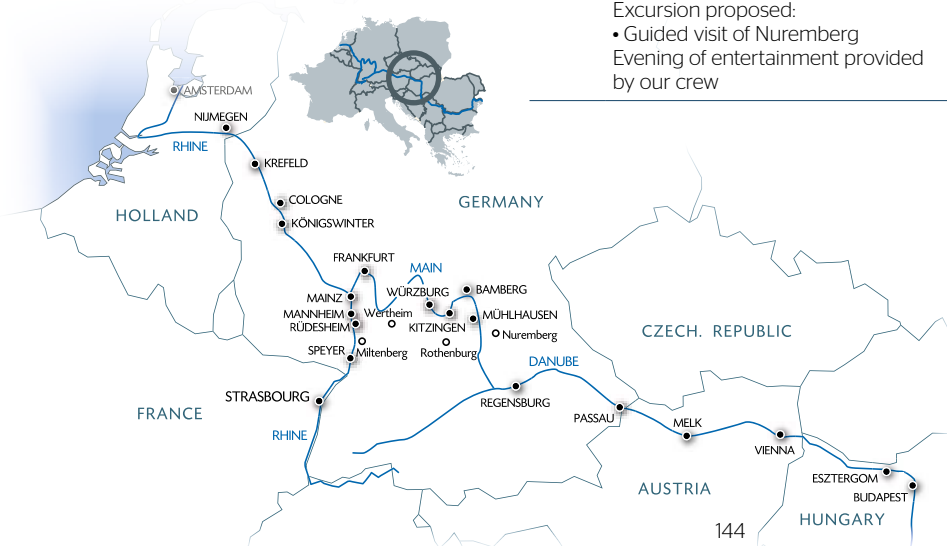 Excursion proposed:
• Guided visit of Nuremberg
Evening of entertainment provided
by our crew
AMSTERDAM
NIJMEGEN
RHINE
KREFELD
COLOGNE
GERMANY
HOLLAND
KÖNIGSWINTER
FRANKFURT
MAIN
MAINZ
WÜRZBURG
BAMBERG
MANNHEIM
Wertheim
MÜHLHAUSEN
RÜDESHEIM
KITZINGEN
Nuremberg
CZECH. REPUBLIC
SPEYER
Miltenberg
Rothenburg
DANUBE
STRASBOURG
REGENSBURG
FRANCE
PASSAU
MELK
RHINE
VIENNA
ESZTERGOM
AUSTRIA
BUDAPEST
HUNGARY
144